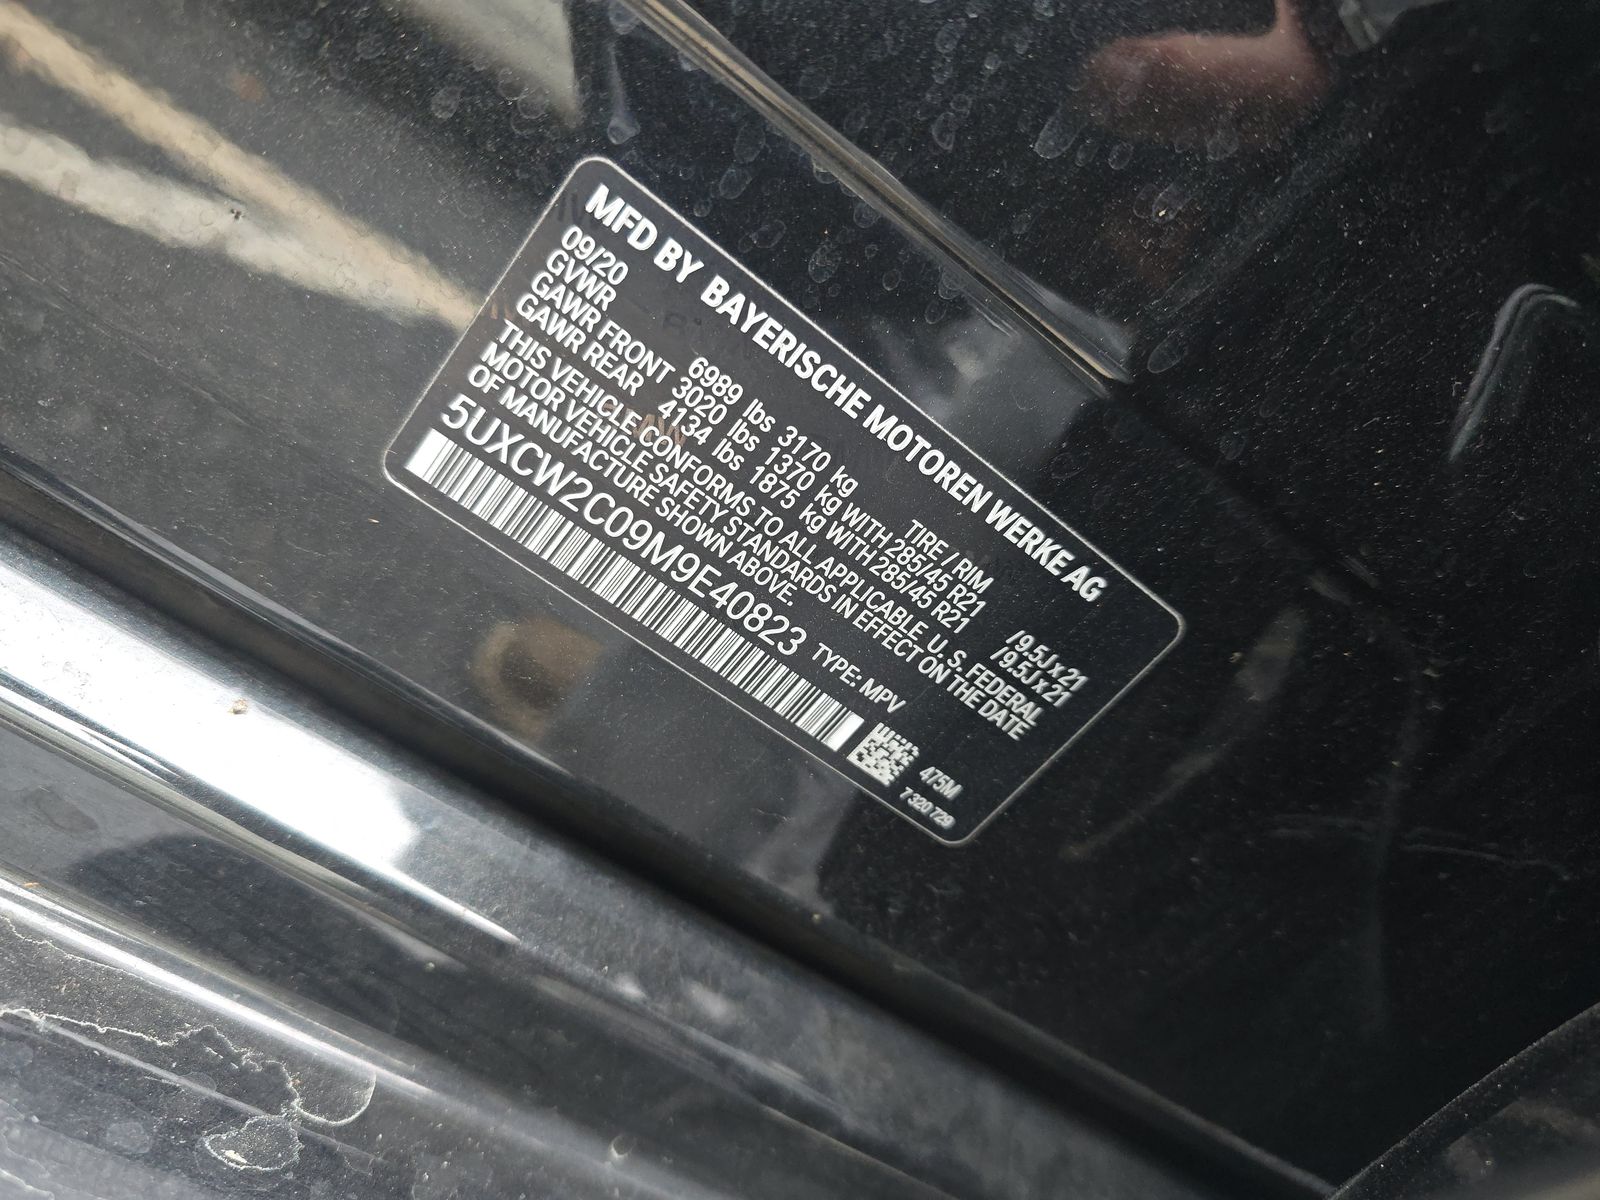 MFD BY BAYERISCHE MOTOREN WERKE AG
09/20
GVWR 6989 lbs 3170 kg TIRE / RIM
GAWR FRONT 3020 lbs 1370 kg WITH 285/45 R21 /9.5Jx21
GAWR REAR 4134 lbs 1875 kg WITH 285/45 R21 /9.5Jx21
THIS VEHICLE CONFORMS TO ALL APPLICABLE U. S. FEDERAL
MOTOR VEHICLE SAFETY STANDARDS IN EFFECT ON THE DATE
OF MANUFACTURE SHOWN ABOVE.
5UXCW2C09M9E40823 TYPE: MPV
475M
7 320 729